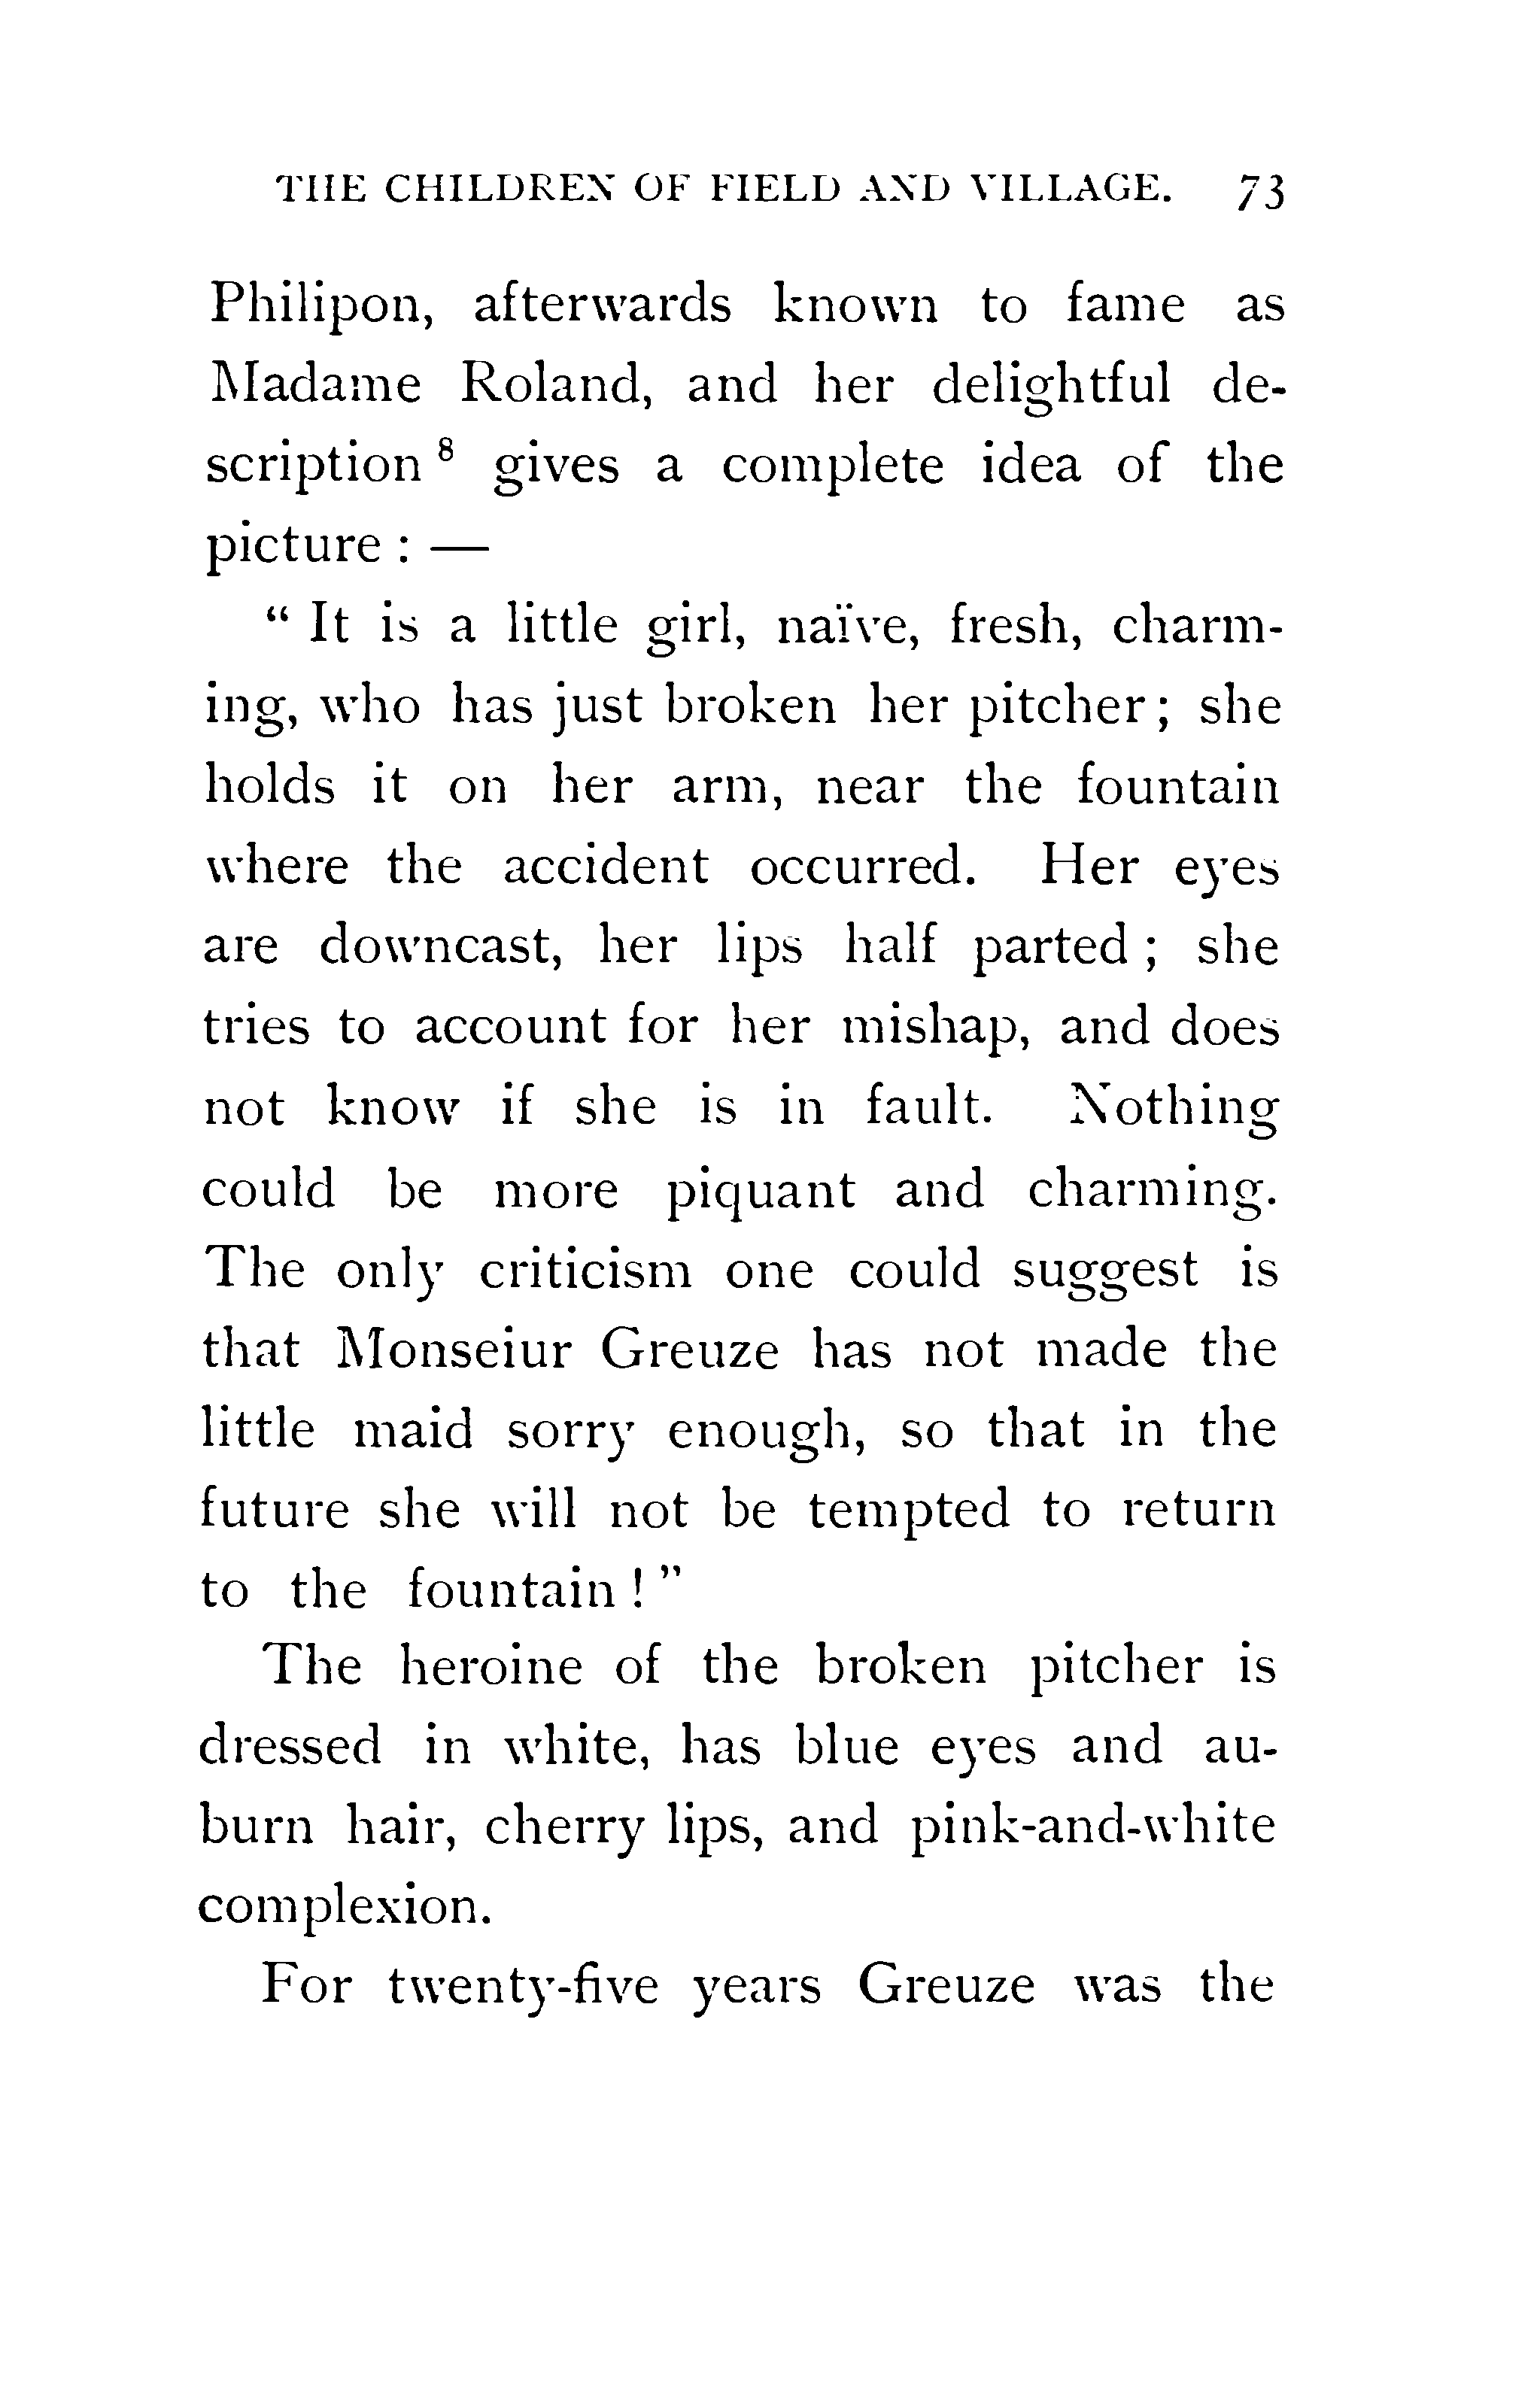 THE CHILDREN OF FIELD AND VILLAGE. 73
Philipon, afterwards known to fame as
Madame Roland, and her delightful de-
scription ⁸ gives a complete idea of the
picture : —
“ It is a little girl, naïve, fresh, charm-
ing, who has just broken her pitcher; she
holds it on her arm, near the fountain
where the accident occurred. Her eyes
are downcast, her lips half parted ; she
tries to account for her mishap, and does
not know if she is in fault. Nothing
could be more piquant and charming.
The only criticism one could suggest is
that Monseiur Greuze has not made the
little maid sorry enough, so that in the
future she will not be tempted to return
to the fountain ! ”
The heroine of the broken pitcher is
dressed in white, has blue eyes and au-
burn hair, cherry lips, and pink-and-white
complexion.
For twenty-five years Greuze was the